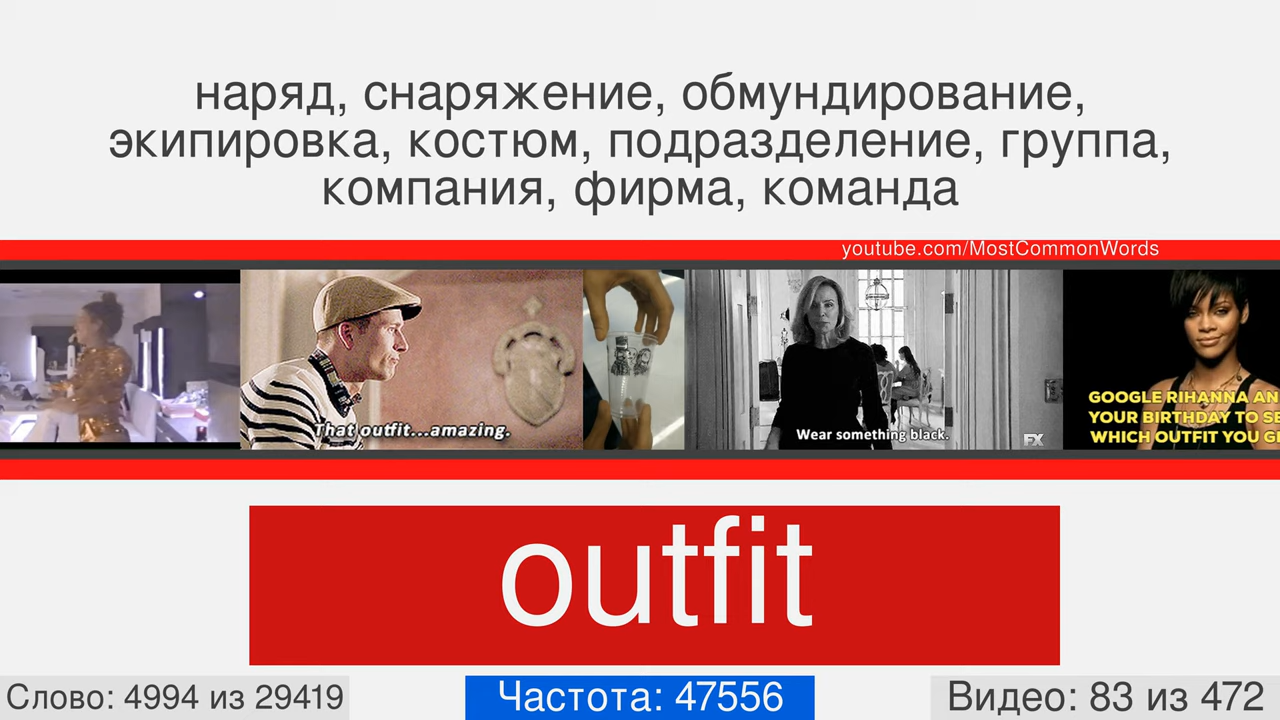 наряд, снаряжение, обмундирование,
экипировка, костюм, подразделение, группа,
компания, фирма, команда
youtube.com/MostCommonWords
That outfit...amazing.
Wear something black.
FX
GOOGLE RIHANNA AN
YOUR BIRTHDAY TO SE
WHICH OUTFIT YOU G
outfit
Слово: 4994 из 29419
Частота: 47556
Видео: 83 из 472